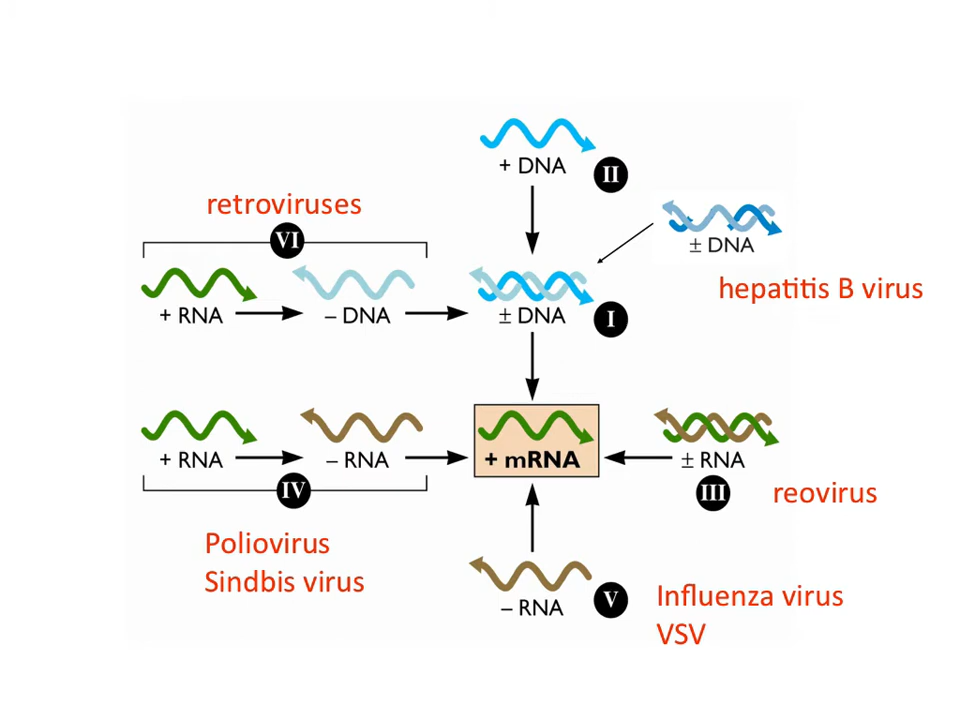 + DNA
II
retroviruses
VI
± DNA
hepatitis B virus
+ RNA
– DNA
± DNA
I
+ RNA
– RNA
+ mRNA
± RNA
IV
III
reovirus
Poliovirus
Sindbis virus
– RNA
V
Influenza virus
VSV